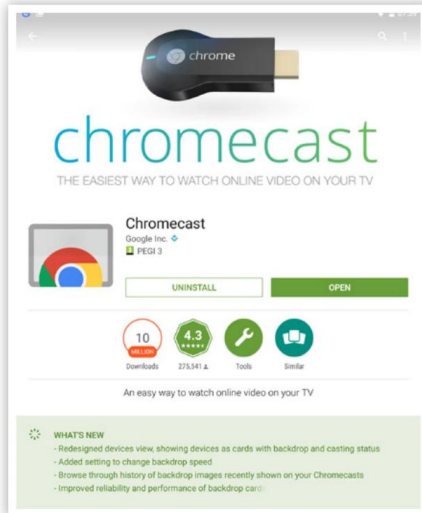 chrome
chromecast
THE EASIEST WAY TO WATCH ONLINE VIDEO ON YOUR TV
Chromecast
Google Inc.
PEGI 3
UNINSTALL
OPEN
10
MILLION
4.3
Downloads
275,541
Tools
Similar
An easy way to watch online video on your TV
WHAT'S NEW
- Redesigned devices view, showing devices as cards with backdrop and casting status
- Added setting to change backdrop speed
- Browse through history of backdrop images recently shown on your Chromecasts
- Improved reliability and performance of backdrop card